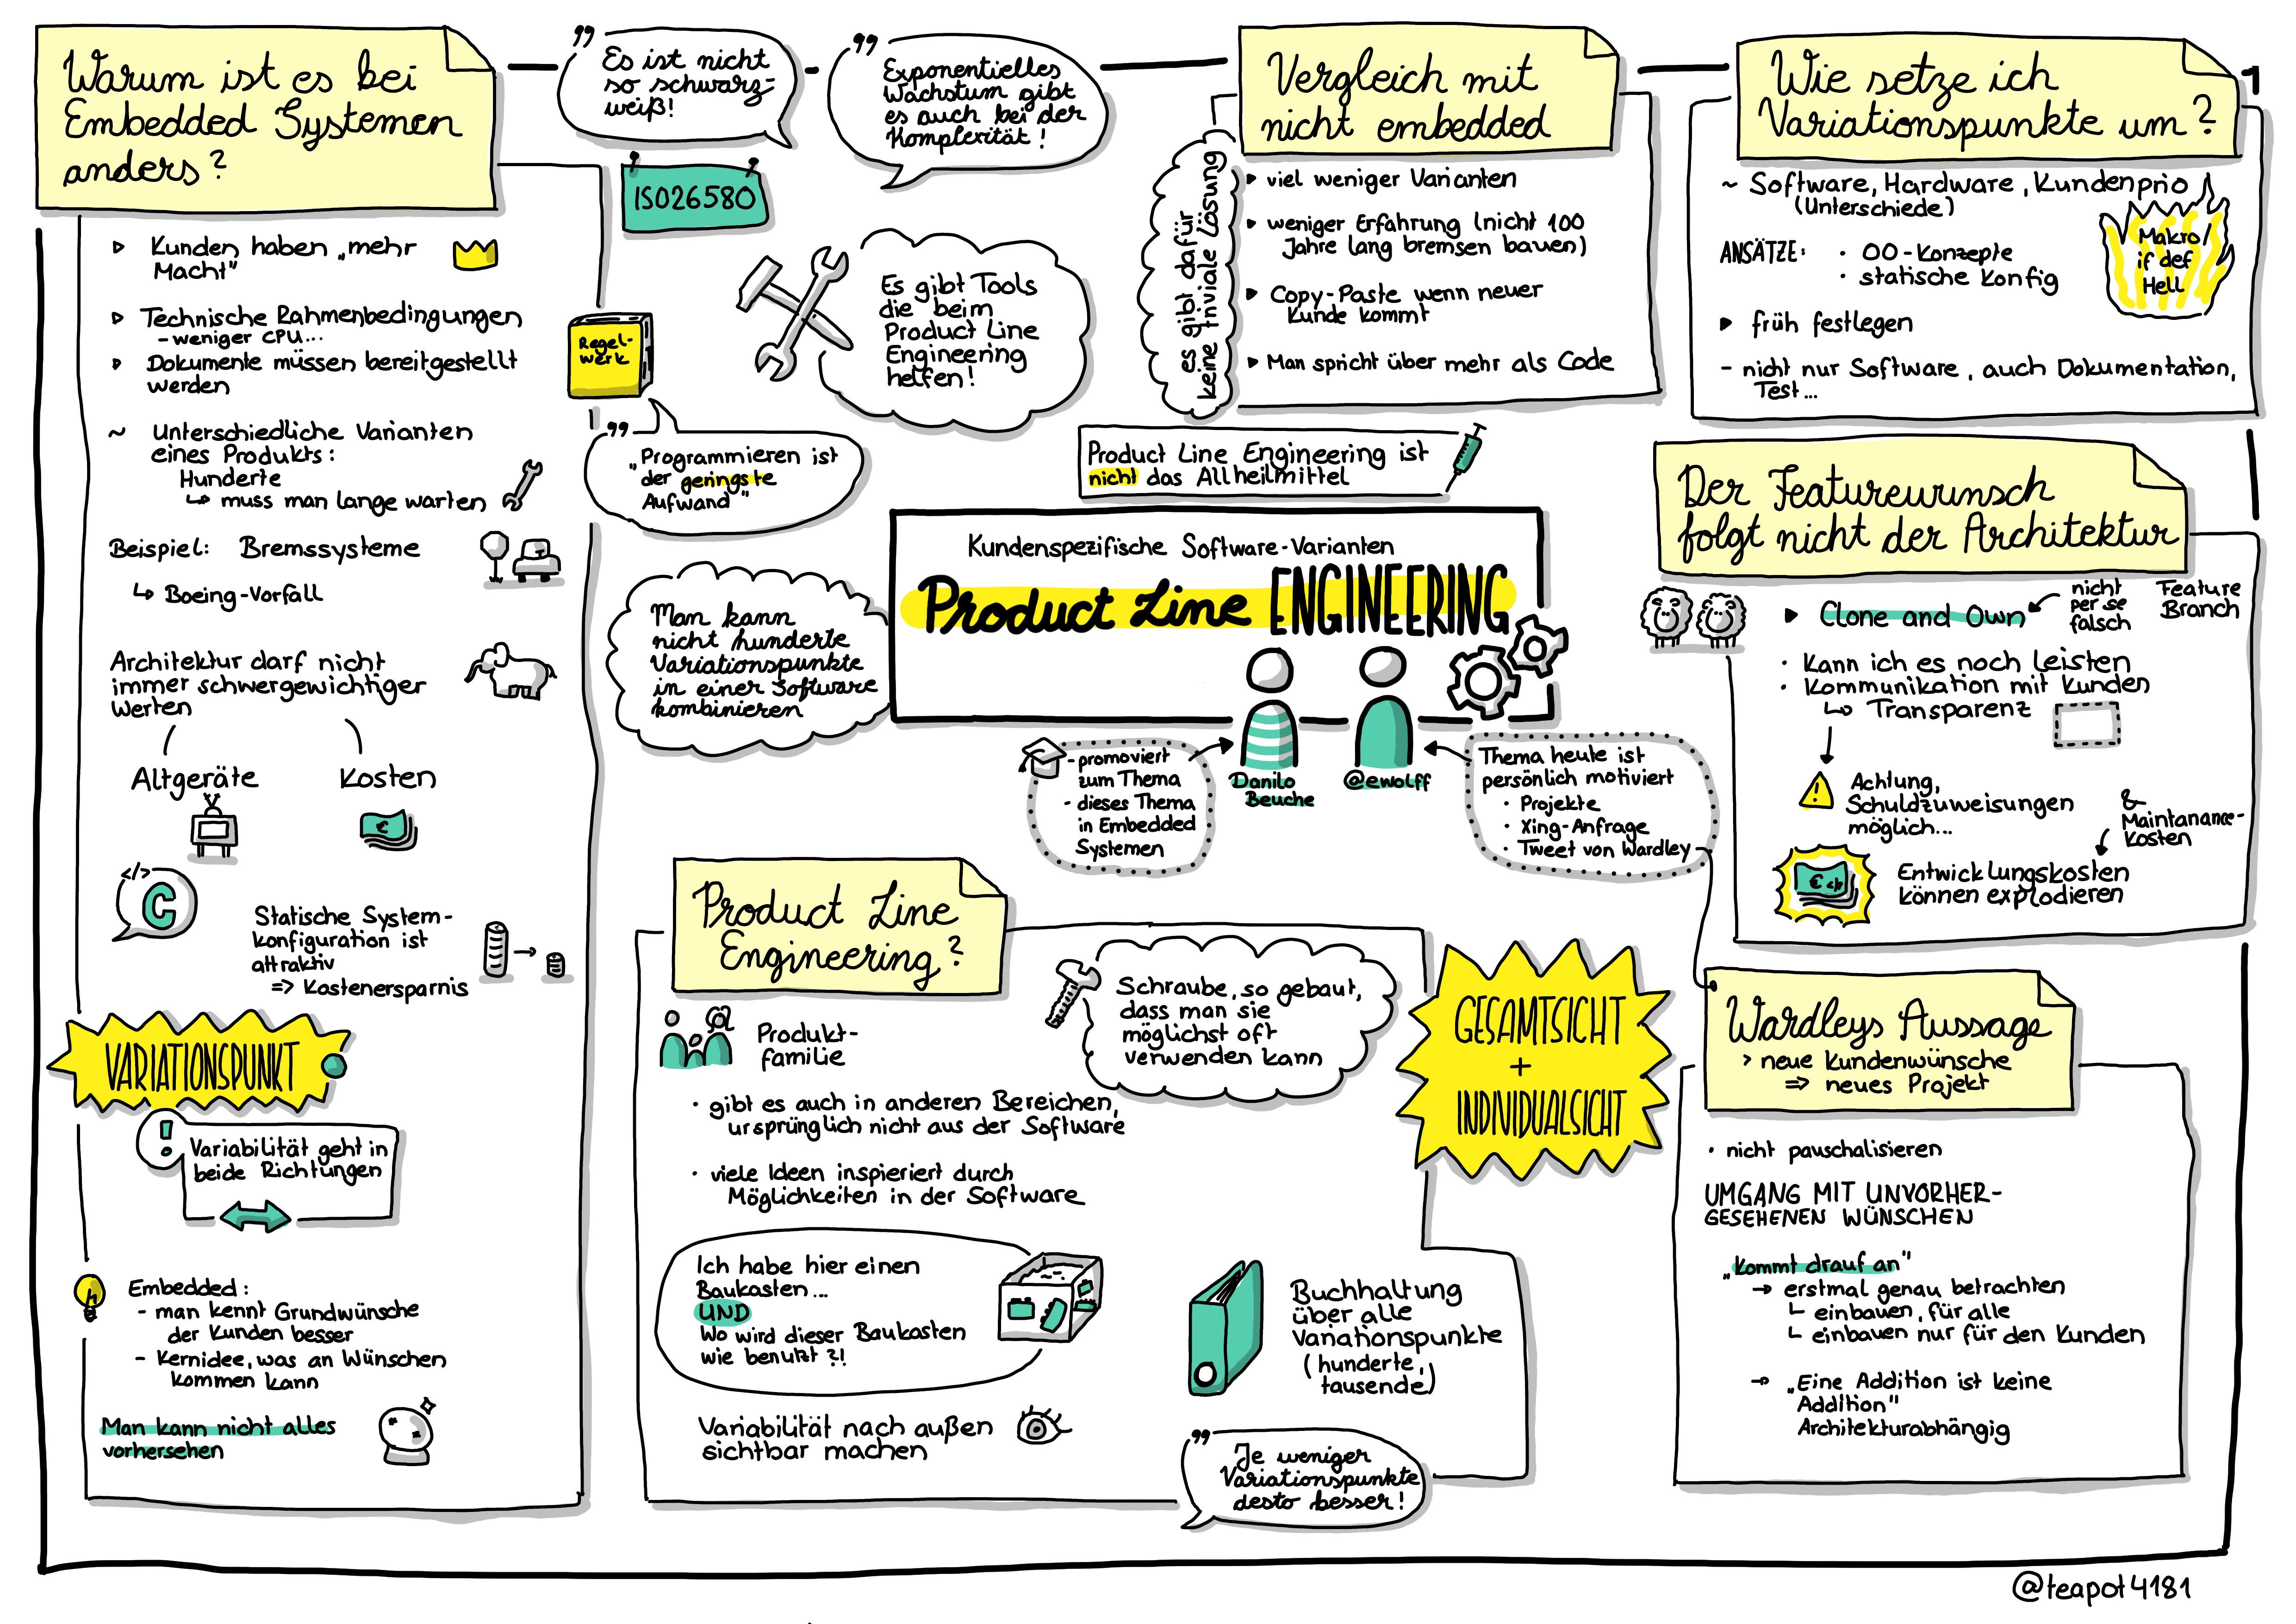 Warum ist es bei
Embedded Systemen
anders?
▷ Kunden haben „mehr
Macht"
▷ Technische Rahmenbedingungen
- weniger CPU...
▷ Dokumente müssen bereitgestellt
werden
~ Unterschiedliche Varianten
eines Produkts:
Hunderte
↳ muss man lange warten
Beispiel: Bremssysteme
↳ Boeing-Vorfall
Architektur darf nicht
immer schwergewichtiger
werten
Altgeräte
Kosten
€
</>
C
Statische System-
konfiguration ist
attraktiv
=> Kostenersparnis
VARIATIONSPUNKT
!
Variabilität geht in
beide Richtungen
Embedded:
- man kennt Grundwünsche
der Kunden besser
- Kernidee, was an Wünschen
kommen kann
Man kann nicht alles
vorhersehen
" Es ist nicht
so schwarz-
weiß!
" Exponentielles
Wachstum gibt
es auch bei der
Komplexität!
ISO26580
Regel-
werk
Es gibt Tools
die beim
Product Line
Engineering
helfen!
"
„Programmieren ist
der geringste
Aufwand"
Man kann
nicht hunderte
Variationspunkte
in einer Software
kombinieren
Vergleich mit
nicht embedded
es gibt dafür
keine triviale Lösung
▶ viel weniger Varianten
▶ weniger Erfahrung (nicht 100
Jahre lang bremsen bauen)
▶ Copy-Paste wenn neuer
Kunde kommt
▶ Man spricht über mehr als Code
Product Line Engineering ist
nicht das Allheilmittel
Kundenspezifische Software-Varianten
Product Line ENGINEERING
Danilo
Beuche
@ewolff
- promoviert
zum Thema
- dieses Thema
in Embedded
Systemen
Thema heute ist
persönlich motiviert
· Projekte
· Xing-Anfrage
· Tweet von Wardley
Product Line
Engineering?
Produkt-
familie
Schraube, so gebaut,
dass man sie
möglichst oft
verwenden kann
· gibt es auch in anderen Bereichen,
ursprünglich nicht aus der Software
· viele Ideen inspieriert durch
Möglichkeiten in der Software
Ich habe hier einen
Baukasten...
UND
Wo wird dieser Baukasten
wie benutzt?!
Variabilität nach außen
sichtbar machen
GESAMTSICHT
+
INDIVIDUALSICHT
Buchhaltung
über alle
Variationspunkte
(hunderte,
tausende)
" Je weniger
Variationspunkte
desto besser!
1
Wie setze ich
Variationspunkte um?
~ Software, Hardware, Kundenprio
(Unterschiede)
ANSÄTZE: · OO-Konzepte
· statische Konfig
Makro/
if def
Hell
▶ früh festlegen
- nicht nur Software, auch Dokumentation,
Test...
Der Featurewunsch
folgt nicht der Architektur
▶ Clone and Own
nicht
per se
falsch
Feature
Branch
· Kann ich es noch leisten
· Kommunikation mit Kunden
↳ Transparenz
!
Achtung,
Schuldzuweisungen
möglich...
&
Maintanance-
kosten
€ </>
Entwicklungskosten
können explodieren
Wardleys Aussage
> neue Kundenwünsche
=> neues Projekt
· nicht pauschalisieren
UMGANG MIT UNVORHER-
GESEHENEN WÜNSCHEN
„kommt drauf an"
→ erstmal genau betrachten
↳ einbauen, für alle
↳ einbauen nur für den Kunden
→ „Eine Addition ist keine
Addition"
Architekturabhängig
@teapot4181